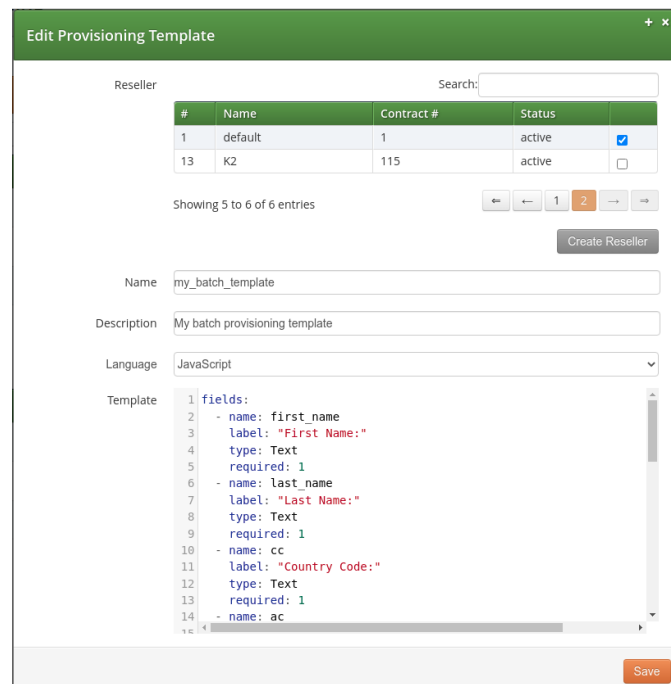 Edit Provisioning Template
+ ×
Reseller
Search:
# Name Contract # Status
1 default 1 active
13 K2 115 active
Showing 5 to 6 of 6 entries
⇐ ← 1 2 → ⇒
Create Reseller
Name my_batch_template
Description My batch provisioning template
Language JavaScript
Template
1 fields:
2 - name: first_name
3 label: "First Name:"
4 type: Text
5 required: 1
6 - name: last_name
7 label: "Last Name:"
8 type: Text
9 required: 1
10 - name: cc
11 label: "Country Code:"
12 type: Text
13 required: 1
14 - name: ac
15
Save